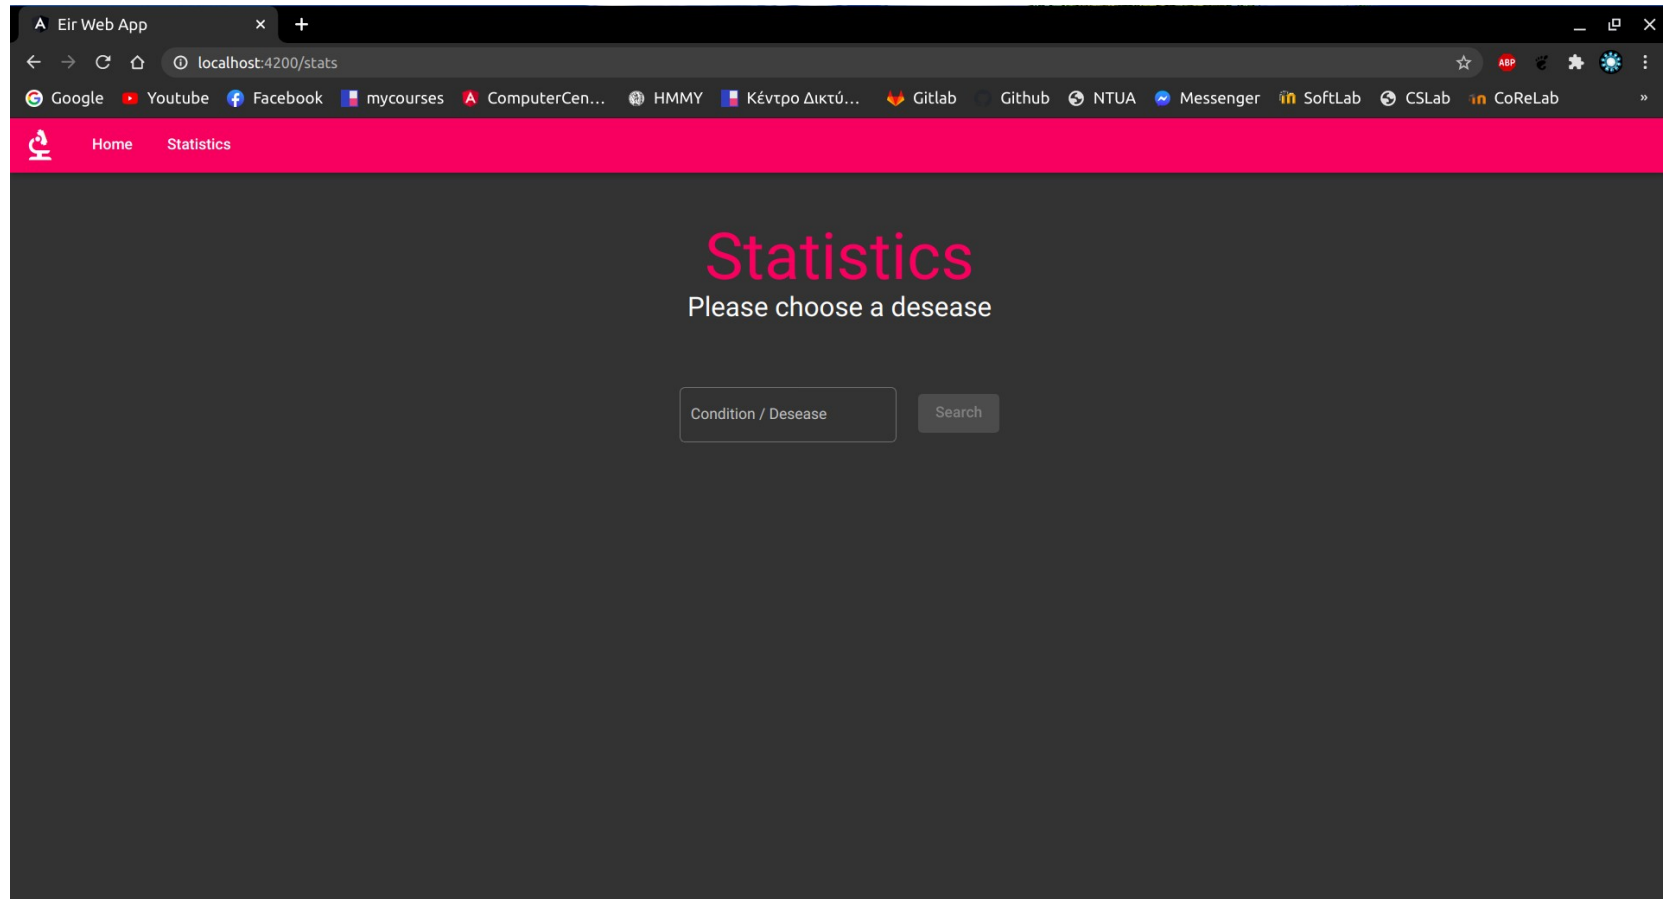 Eir Web App
localhost:4200/stats
Google Youtube Facebook mycourses ComputerCen... HMMY Κέντρο Δικτύ... Gitlab Github NTUA Messenger SoftLab CSLab CoReLab »
Home Statistics
Statistics
Please choose a desease
Condition / Desease Search